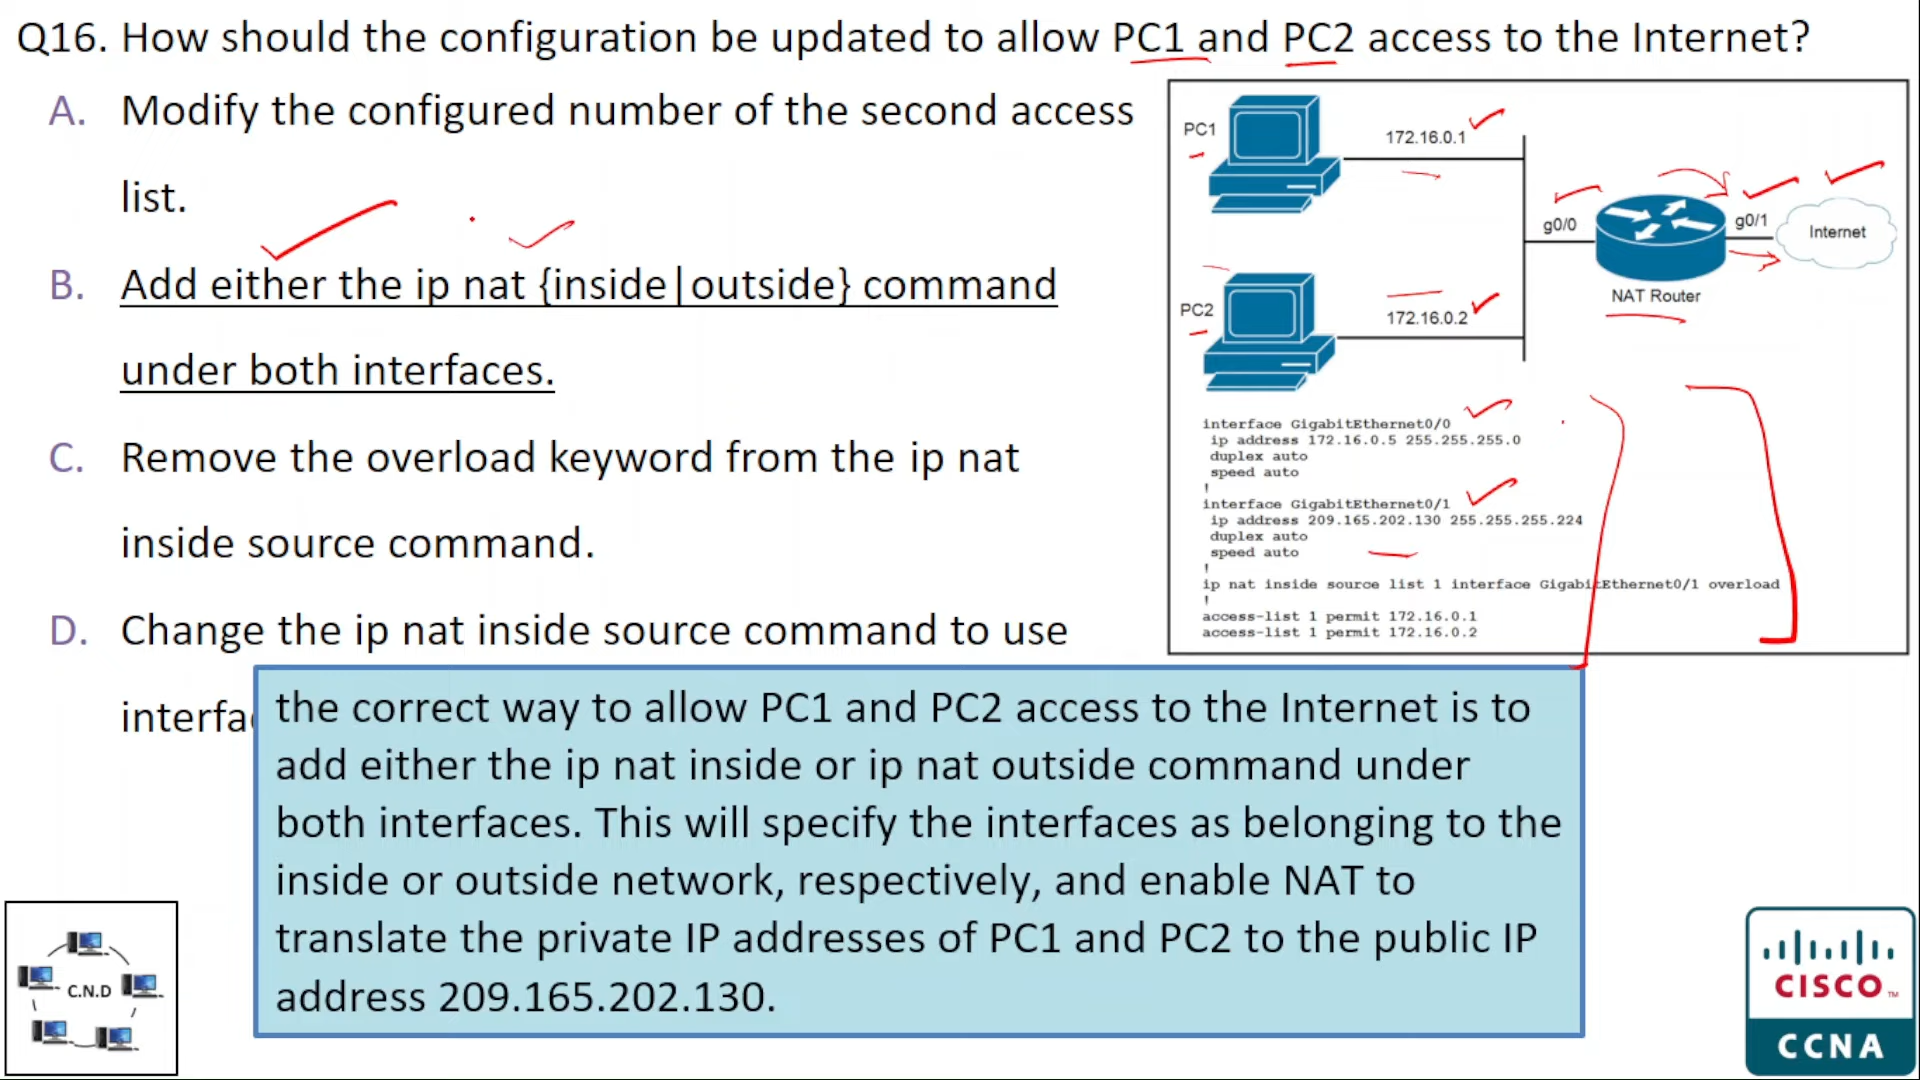 Q16. How should the configuration be updated to allow PC1 and PC2 access to the Internet?
A. Modify the configured number of the second access
list.
B. Add either the ip nat {inside|outside} command
under both interfaces.
C. Remove the overload keyword from the ip nat
inside source command.
D. Change the ip nat inside source command to use
interfa
PC1
172.16.0.1
g0/0
g0/1
Internet
NAT Router
PC2
172.16.0.2
interface GigabitEthernet0/0
ip address 172.16.0.5 255.255.255.0
duplex auto
speed auto
!
interface GigabitEthernet0/1
ip address 209.165.202.130 255.255.255.224
duplex auto
speed auto
!
ip nat inside source list 1 interface GigabitEthernet0/1 overload
!
access-list 1 permit 172.16.0.1
access-list 1 permit 172.16.0.2
the correct way to allow PC1 and PC2 access to the Internet is to
add either the ip nat inside or ip nat outside command under
both interfaces. This will specify the interfaces as belonging to the
inside or outside network, respectively, and enable NAT to
translate the private IP addresses of PC1 and PC2 to the public IP
address 209.165.202.130.
C.N.D
CISCO™
CCNA